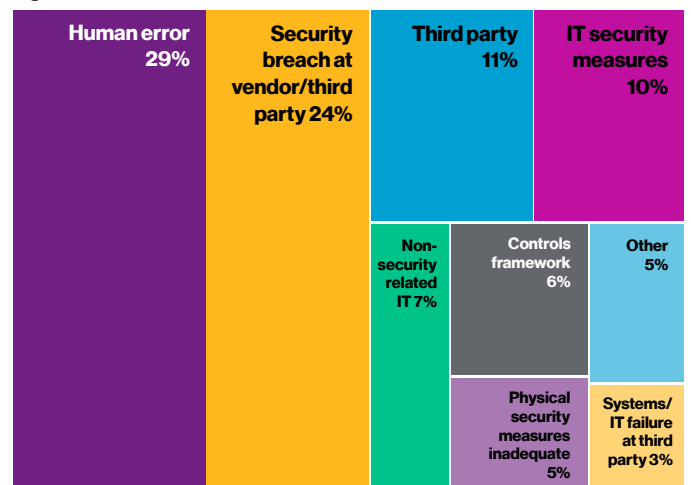 Human error
29%
Security
breach at
vendor/third
party 24%
Third party
11%
IT security
measures
10%
Non-
security
related
IT 7%
Controls
framework
6%
Other
5%
Physical
security
measures
inadequate
5%
Systems/
IT failure
at third
party 3%